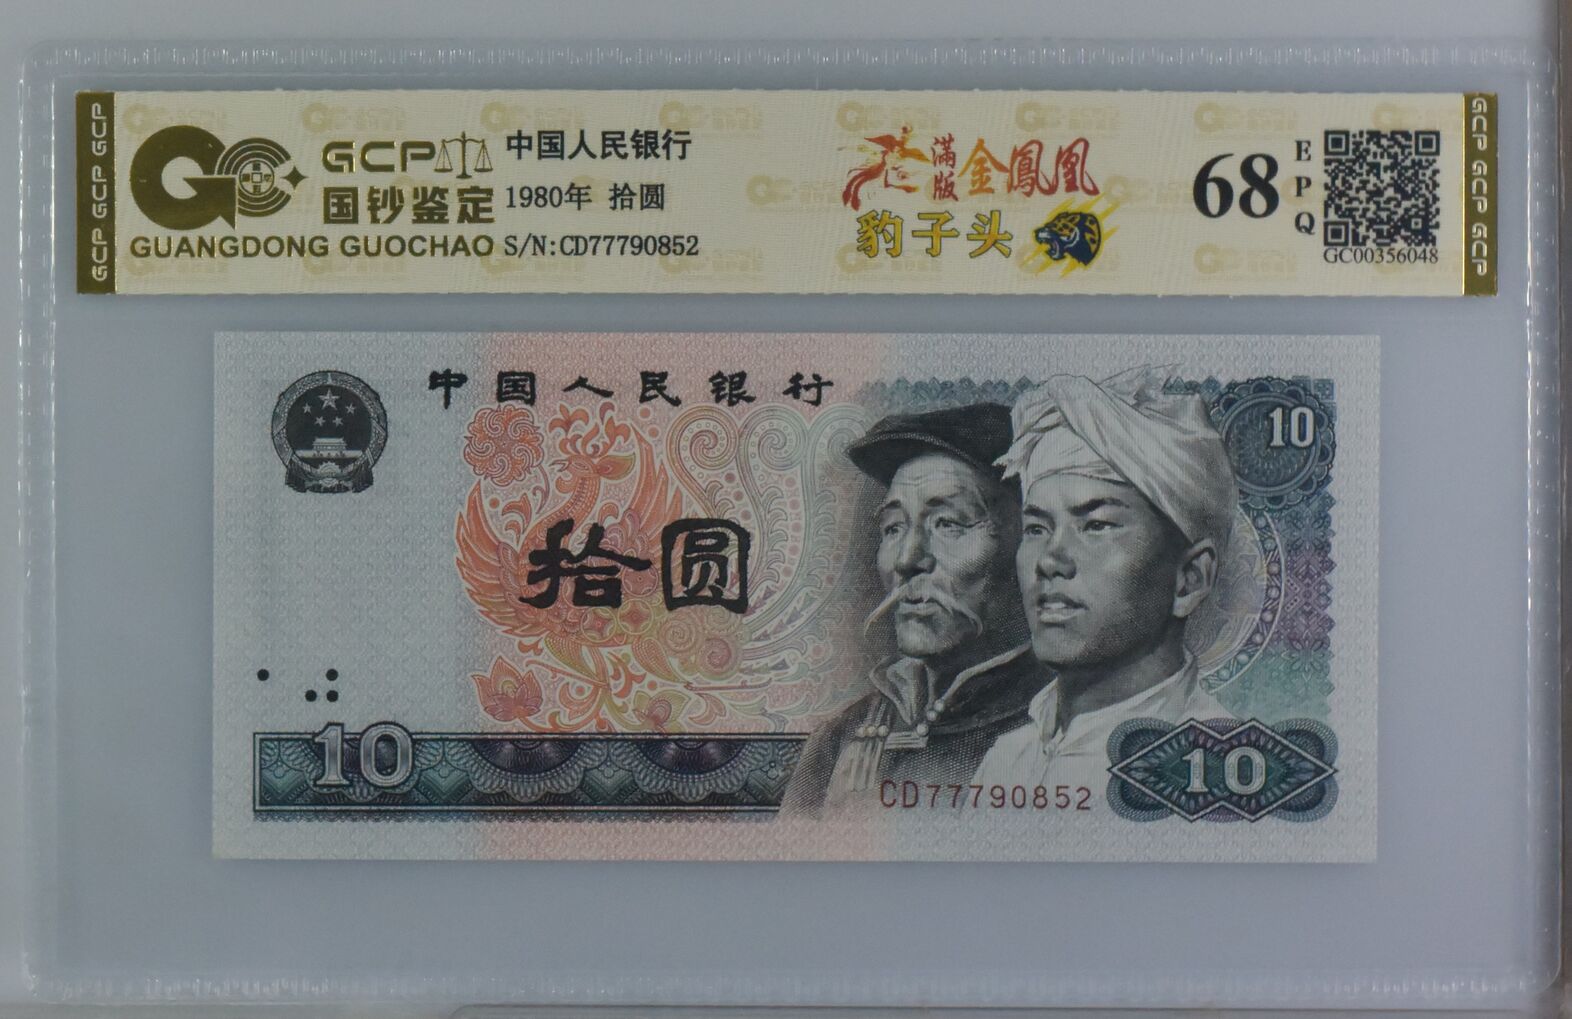 GCP GCP GCP
GCP
国钞鉴定
GUANGDONG GUOCHAO
中国人民银行
1980年 拾圆
S/N:CD77790852
满版
金鳳凰
豹子头
68
EPQ
GC00356048
GCP GCP GCP
中国人民银行
10
拾圆
10
CD77790852
10